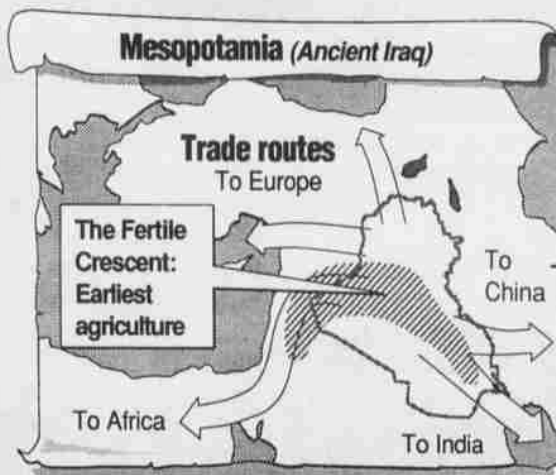 Mesopotamia (Ancient Iraq)
Trade routes
To Europe
The Fertile
Crescent:
Earliest
agriculture
To
China
To Africa
To India